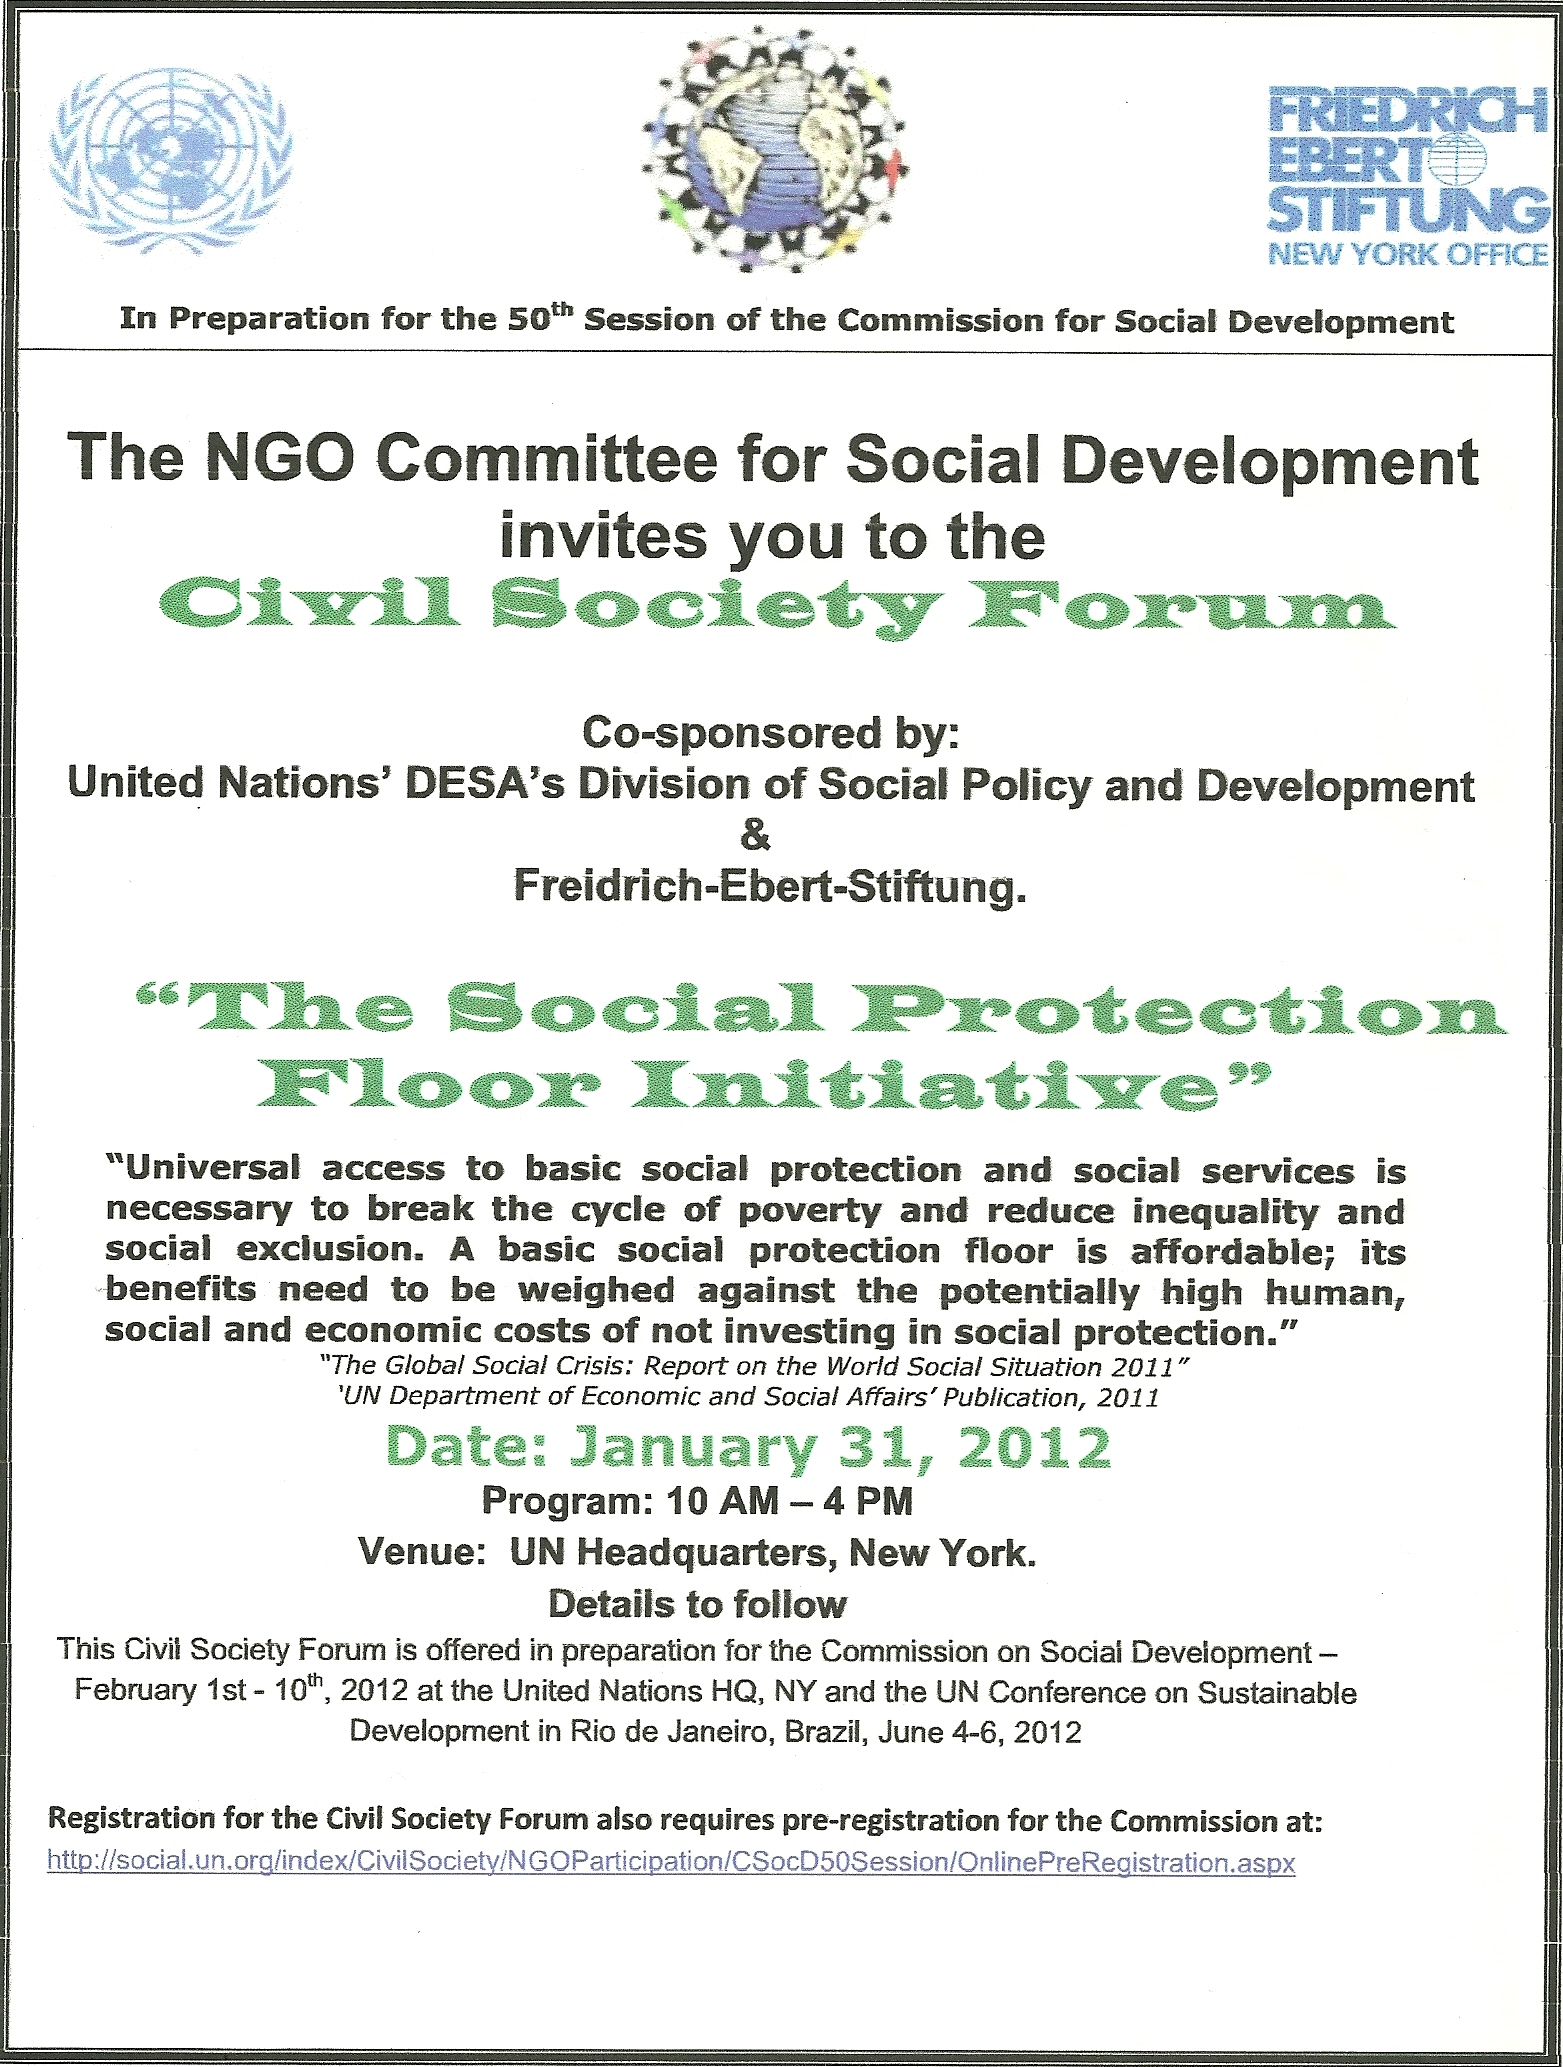 FRIEDRICH
EBERT
STIFTUNG
NEW YORK OFFICE
In Preparation for the 50th Session of the Commission for Social Development
The NGO Committee for Social Development
invites you to the
Civil Society Forum
Co-sponsored by:
United Nations’ DESA’s Division of Social Policy and Development
&
Freidrich-Ebert-Stiftung.
“The Social Protection
Floor Initiative”
“Universal access to basic social protection and social services is
necessary to break the cycle of poverty and reduce inequality and
social exclusion. A basic social protection floor is affordable; its
benefits need to be weighed against the potentially high human,
social and economic costs of not investing in social protection.”
“The Global Social Crisis: Report on the World Social Situation 2011”
‘UN Department of Economic and Social Affairs’ Publication, 2011
Date: January 31, 2012
Program: 10 AM – 4 PM
Venue: UN Headquarters, New York.
Details to follow
This Civil Society Forum is offered in preparation for the Commission on Social Development –
February 1st - 10th, 2012 at the United Nations HQ, NY and the UN Conference on Sustainable
Development in Rio de Janeiro, Brazil, June 4-6, 2012
Registration for the Civil Society Forum also requires pre-registration for the Commission at:
http://social.un.org/index/CivilSociety/NGOParticipation/CSocD50Session/OnlinePreRegistration.aspx